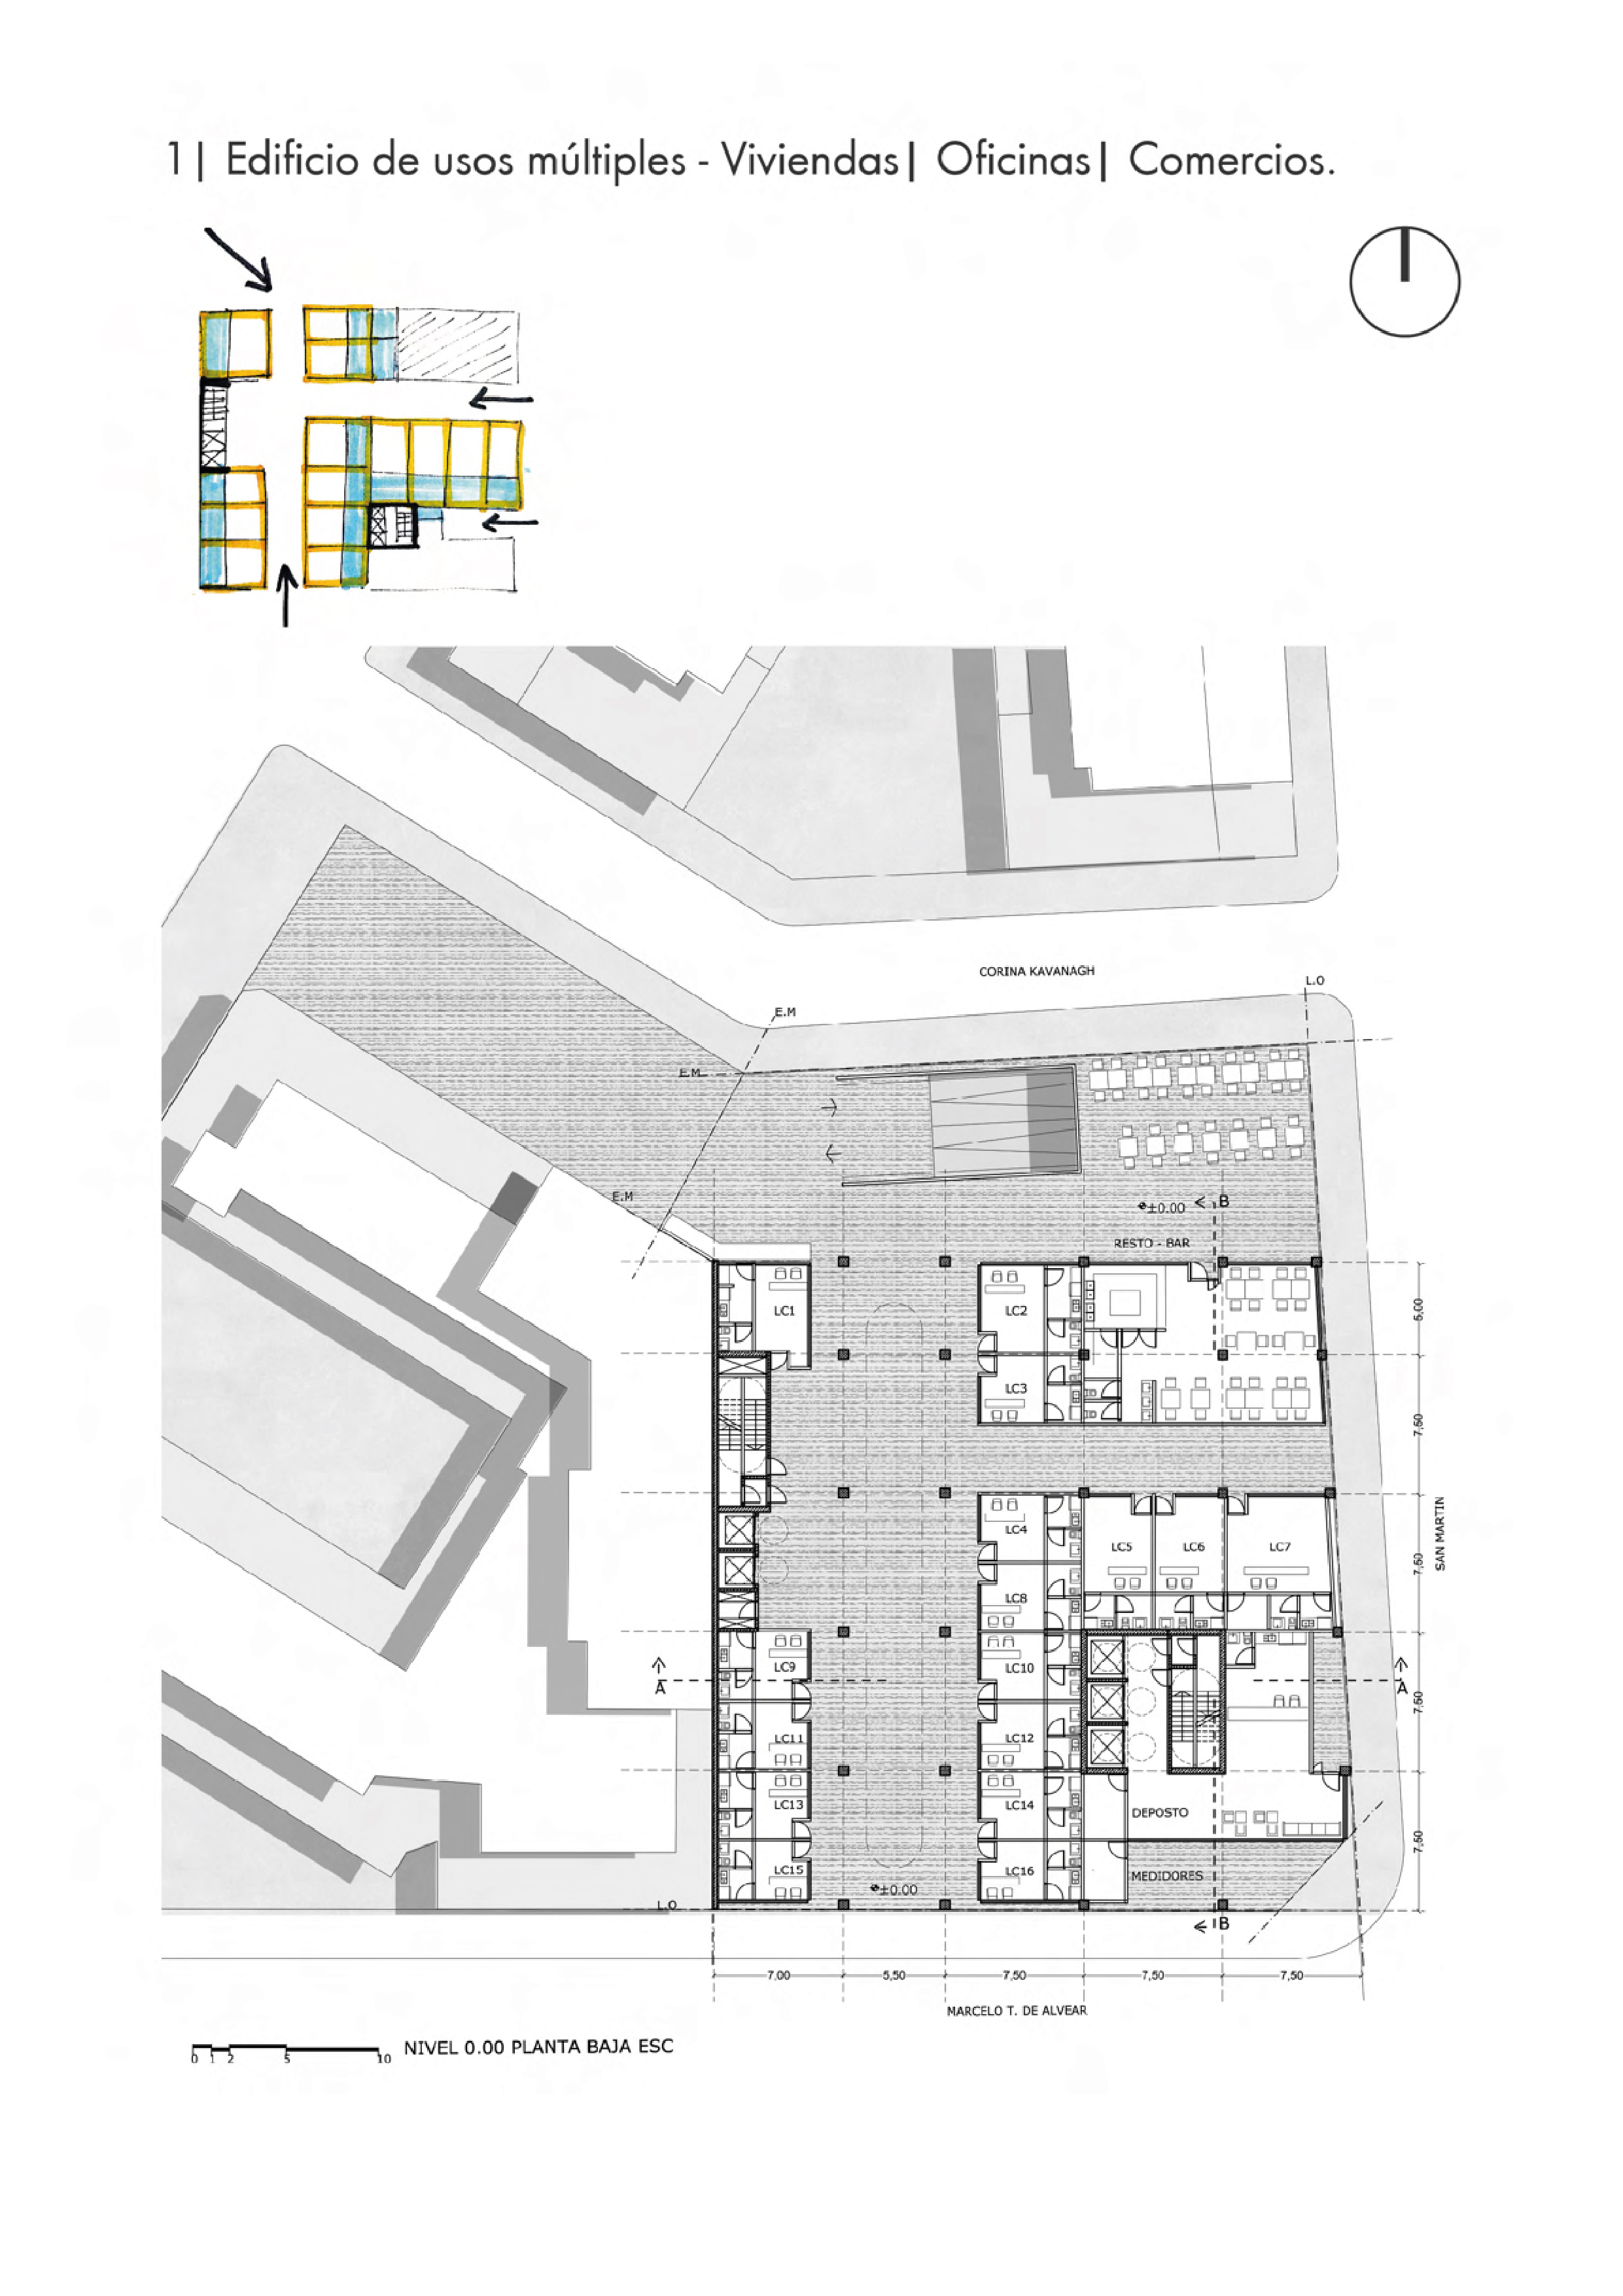 1| Edificio de usos múltiples - Viviendas| Oficinas| Comercios.
CORINA KAVANAGH
L.O
E.M
E.M
E.M
±0.00
B
RESTO - BAR
LC1
LC2
5,00
LC3
7,50
LC4
LC5
LC6
LC7
7,50
SAN MARTIN
LC8
LC9
LC10
A
A
7,50
LC11
LC12
LC13
LC14
DEPOSTO
7,50
LC15
LC16
MEDIDORES
±0.00
L.O
B
7,00
5,50
7,50
7,50
7,50
MARCELO T. DE ALVEAR
0 1 2 5 10
NIVEL 0.00 PLANTA BAJA ESC